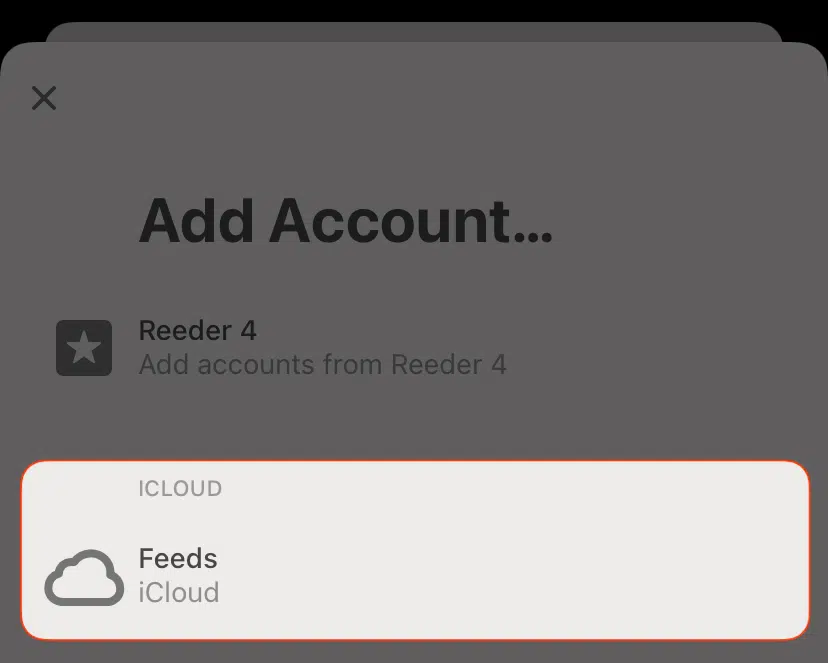 Add Account...
Reeder 4
Add accounts from Reeder 4
ICLOUD
Feeds
iCloud